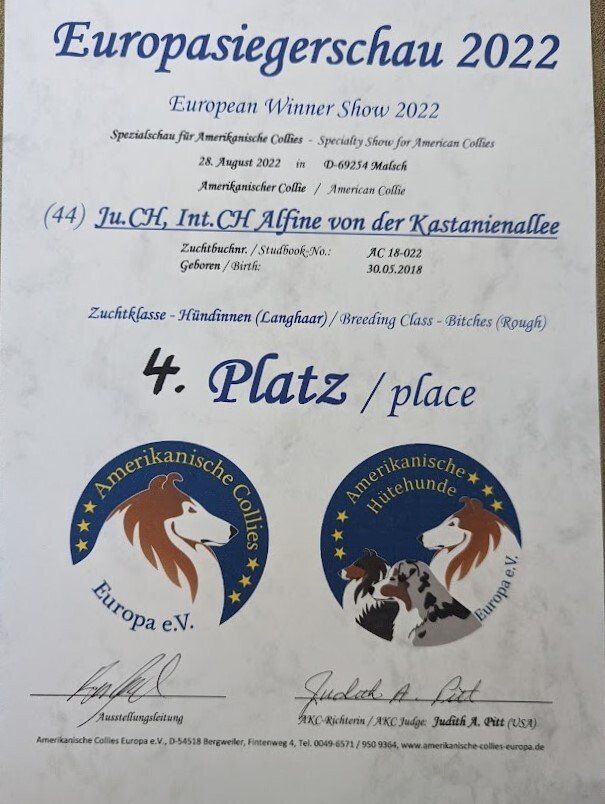 Europasiegerschau 2022
European Winner Show 2022
Spezialschau für Amerikanische Collies - Specialty Show for American Collies
28. August 2022 in D-69254 Malsch
Amerikanischer Collie / American Collie
(44) Ju.CH, Int.CH Alfine von der Kastanienallee
Zuchtbuchnr. / Studbook-No.: AC 18-022
Geboren / Birth: 30.05.2018
Zuchtklasse - Hündinnen (Langhaar) / Breeding Class - Bitches (Rough)
4. Platz / place
Amerikanische Collies
Europa e.V.
Amerikanische
Hütehunde
Europa e.V.
Judith A. Pitt
Ausstellungsleitung
AKC-Richterin / AKC Judge: Judith A. Pitt (USA)
Amerikanische Collies Europa e.V., D-54518 Bergweiler, Fintenweg 4, Tel. 0049-6571 / 950 9364, www.amerikanische-collies-europa.de